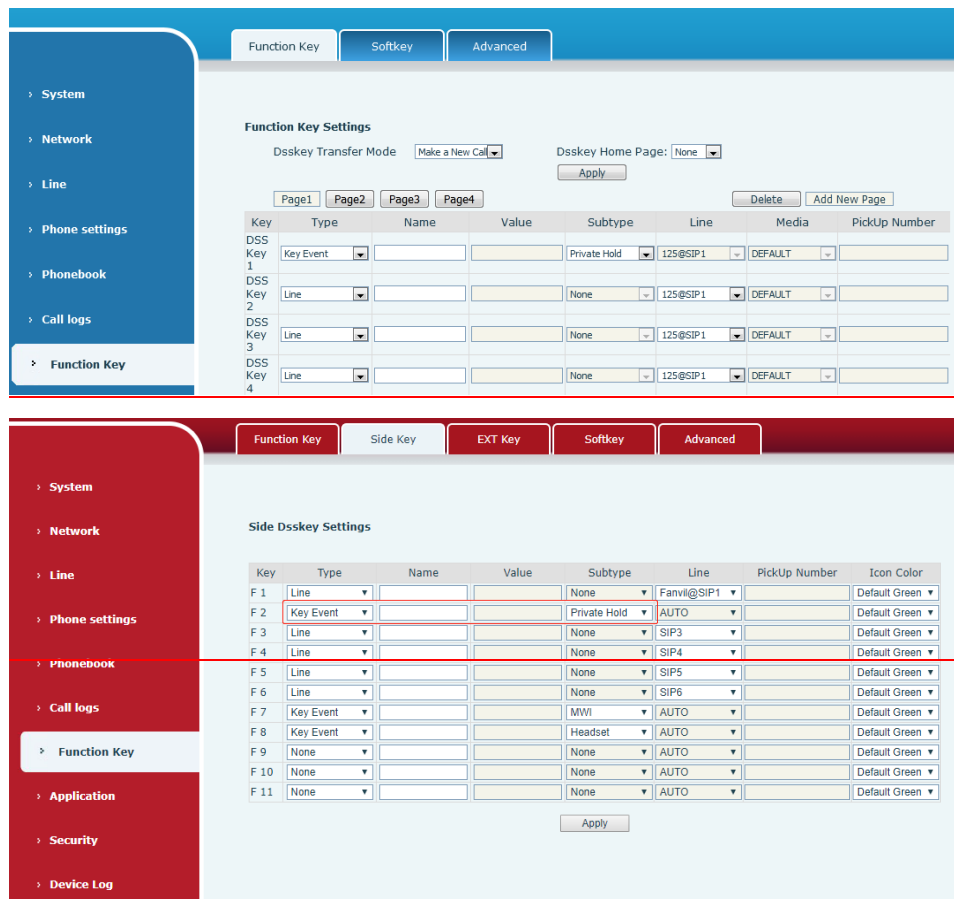 Function Key Softkey Advanced
› System
Function Key Settings
› Network
Dsskey Transfer Mode Make a New Call Dsskey Home Page: None
Apply
› Line
Page1 Page2 Page3 Page4 Delete Add New Page
Key Type Name Value Subtype Line Media PickUp Number
› Phone settings
DSS Key 1 Key Event Private Hold 125@SIP1 DEFAULT
› Phonebook
DSS Key 2 Line None 125@SIP1 DEFAULT
› Call logs
DSS Key 3 Line None 125@SIP1 DEFAULT
› Function Key
DSS Key 4 Line None 125@SIP1 DEFAULT
Function Key Side Key EXT Key Softkey Advanced
› System
› Network
Side Dsskey Settings
› Line
Key Type Name Value Subtype Line PickUp Number Icon Color
F 1 Line None Fanvil@SIP1 Default Green
› Phone settings
F 2 Key Event Private Hold AUTO Default Green
F 3 Line None SIP3 Default Green
F 4 Line None SIP4 Default Green
› Phonebook
F 5 Line None SIP5 Default Green
F 6 Line None SIP6 Default Green
› Call logs
F 7 Key Event MWI AUTO Default Green
F 8 Key Event Headset AUTO Default Green
› Function Key
F 9 None None AUTO Default Green
F 10 None None AUTO Default Green
› Application
F 11 None None AUTO Default Green
Apply
› Security
› Device Log